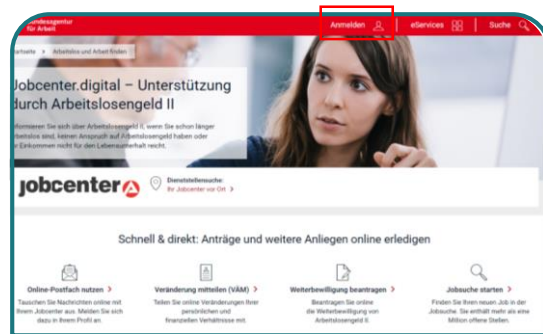 Bundesagentur
für Arbeit
Anmelden
eServices
Suche
Startseite > Arbeitslos und Arbeit finden
Jobcenter.digital – Unterstützung
durch Arbeitslosengeld II
Informieren Sie sich über Arbeitslosengeld II, wenn Sie schon länger
arbeitslos sind, keinen Anspruch auf Arbeitslosengeld haben oder
Ihr Einkommen nicht für den Lebensunterhalt reicht.
jobcenter
Dienststellensuche:
Ihr Jobcenter vor Ort >
Schnell & direkt: Anträge und weitere Anliegen online erledigen
Online-Postfach nutzen >
Tauschen Sie Nachrichten online mit
Ihrem Jobcenter aus. Melden Sie sich
dazu in Ihrem Profil an.
Veränderung mitteilen (VÄM) >
Teilen Sie online Veränderungen Ihrer
persönlichen und
finanziellen Verhältnisse mit.
Weiterbewilligung beantragen >
Beantragen Sie online
die Weiterbewilligung von
Arbeitslosengeld II.
Jobsuche starten >
Finden Sie Ihren neuen Job in der
Jobsuche. Sie enthält mehr als eine
Million offene Stellen.